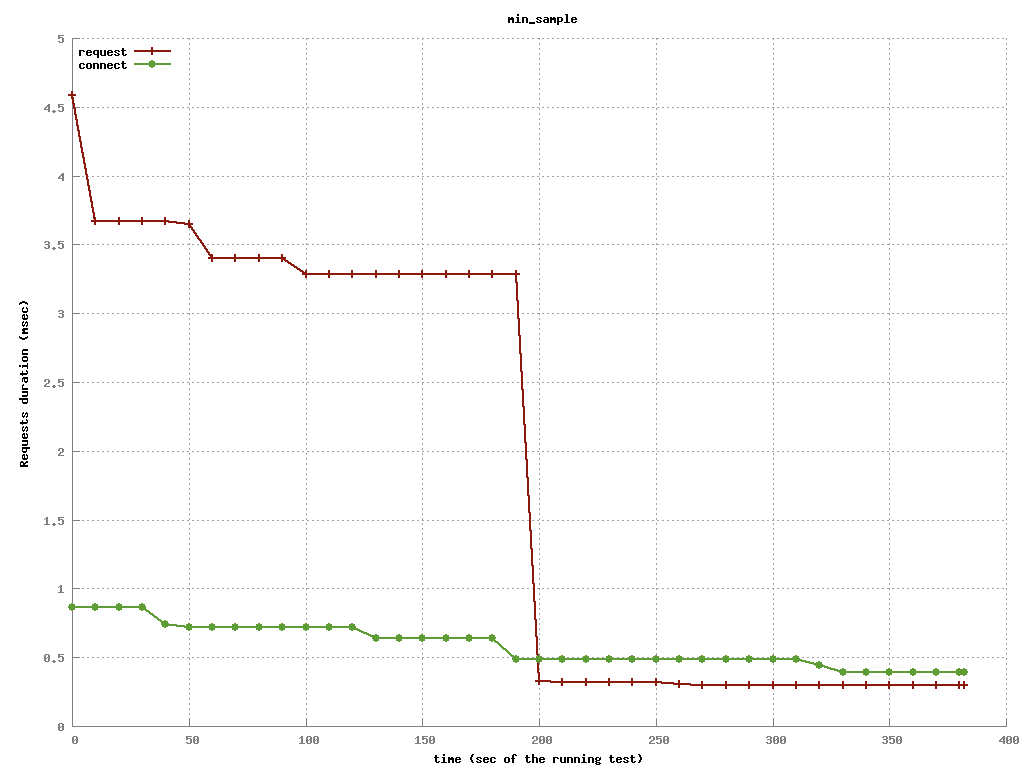 min_sample
request
connect
5
4.5
4
3.5
3
2.5
2
1.5
1
0.5
0
Requests duration (msec)
0 50 100 150 200 250 300 350 400
time (sec of the running test)